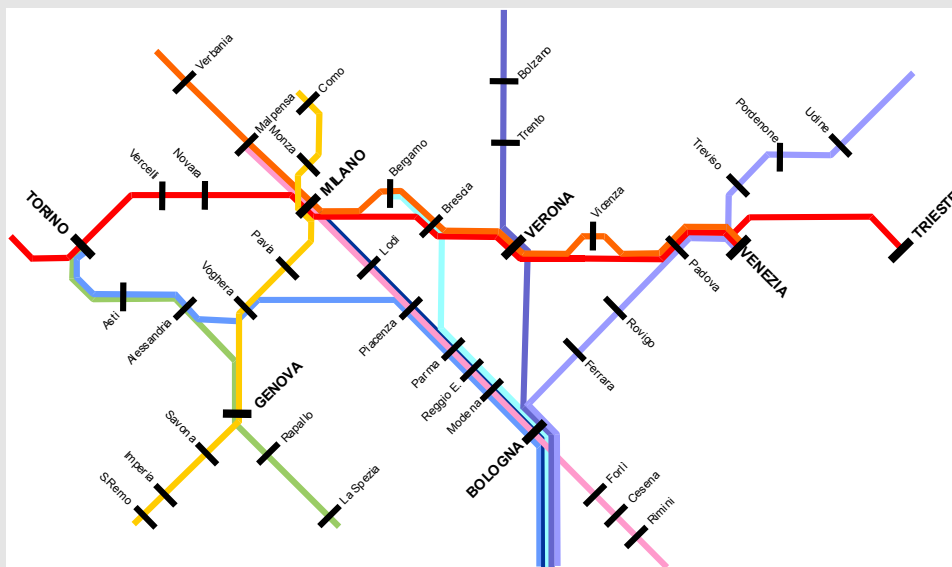 Verbania
Como
Malpensa
Monza
Bolzano
Trento
Pordenone
Udine
Treviso
Vercelli
Novara
MILANO
Bergamo
Brescia
VERONA
Vicenza
TORINO
TRIESTE
Pavia
Lodi
Padova
VENEZIA
Voghera
Asti
Alessandria
Piacenza
Rovigo
Parma
Ferrara
Reggio E.
GENOVA
Modena
Savona
Rapallo
BOLOGNA
Imperia
S.Remo
La Spezia
Forlì
Cesena
Rimini